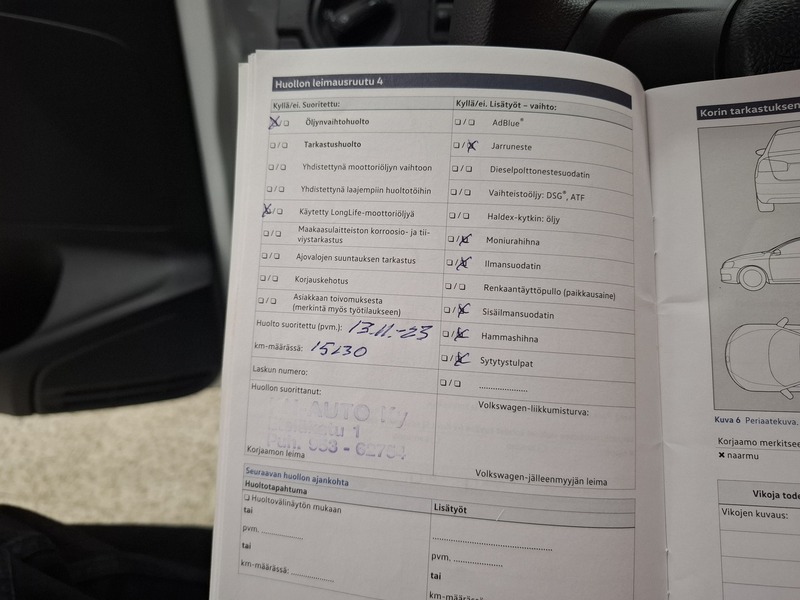 Huollon leimausruutu 4
Kyllä/ei. Suoritettu:
☒/❏ Öljynvaihtohuolto
❏/❏ Tarkastushuolto
❏/❏ Yhdistettynä moottoriöljyn vaihtoon
❏/❏ Yhdistettynä laajempiin huoltotöihin
☒/❏ Käytetty LongLife-moottoriöljyä
❏/❏ Maakaasulaitteiston korroosio- ja tii-
viystarkastus
❏/❏ Ajovalojen suuntauksen tarkastus
❏/❏ Korjauskehotus
❏/❏ Asiakkaan toivomuksesta
(merkintä myös työtilaukseen)
Huolto suoritettu (pvm.): 13.11.-23
km-määrässä: 15130
Laskun numero:
Huollon suorittanut:
AUTO Ky
1
Puh.
Korjaamon leima
Kyllä/ei. Lisätyöt – vaihto:
❏/❏ AdBlue®
❏/☒ Jarruneste
❏/❏ Dieselpolttonestesuodatin
❏/❏ Vaihteistoöljy: DSG®, ATF
❏/❏ Haldex-kytkin: öljy
❏/☒ Moniurahihna
❏/☒ Ilmansuodatin
❏/❏ Renkaantäyttöpullo (paikkausaine)
❏/☒ Sisäilmansuodatin
❏/☒ Hammashihna
❏/☒ Sytytystulpat
❏/❏ .....................
Volkswagen-liikkumisturva:
Volkswagen-jälleenmyyjän leima
Seuraavan huollon ajankohta
Huoltotapahtuma
❏ Huoltovälinäytön mukaan
tai
pvm. ................
tai
km-määrässä: ................
Lisätyöt
.............................................
pvm. ...................
tai
km-määrässä
Korin tarkastuksen
Kuva 6 Periaatekuva.
Korjaamo merkitsee
✖ naarmu
Vikoja tode
Vikojen kuvaus: